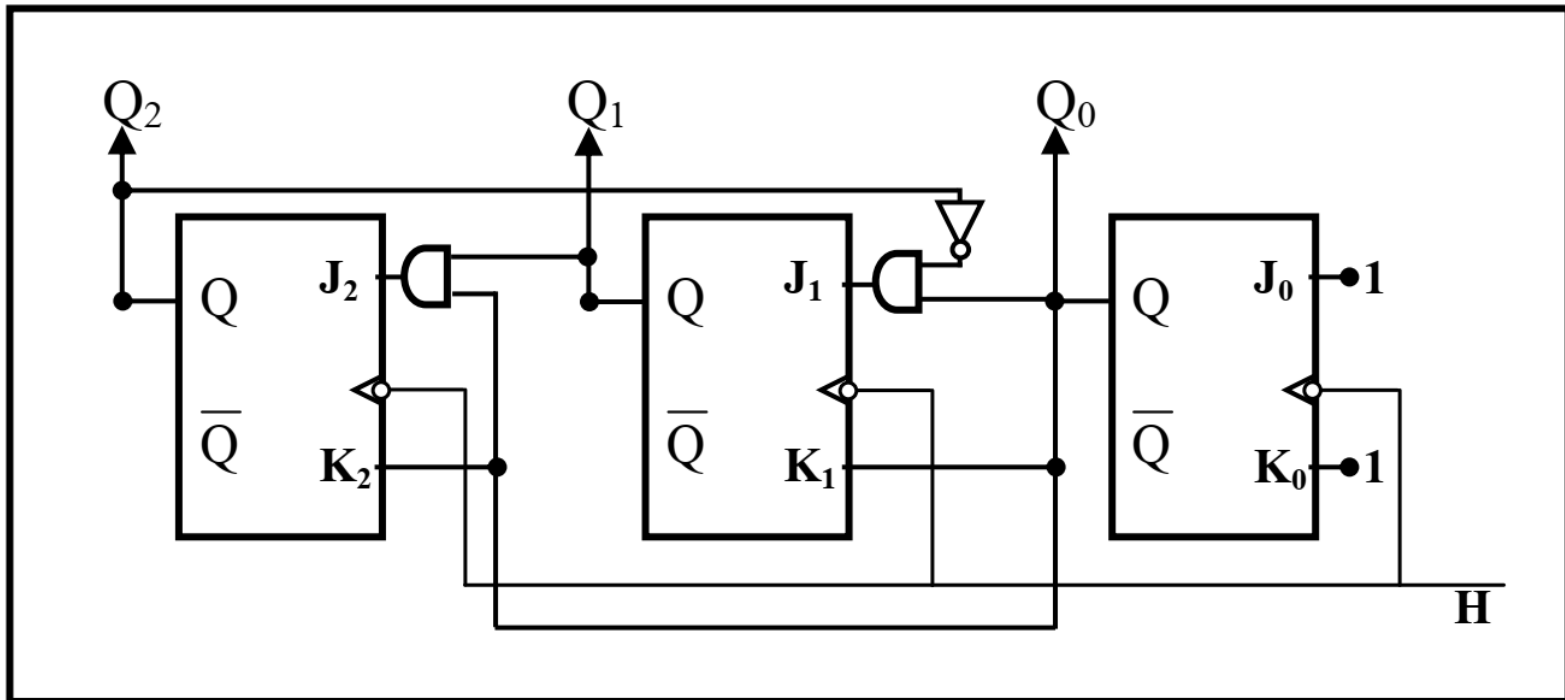 Q₂ Q₁ Q₀
Q J₂ Q J₁ Q J₀ 1
Q̅ K₂ Q̅ K₁ Q̅ K₀ 1
H